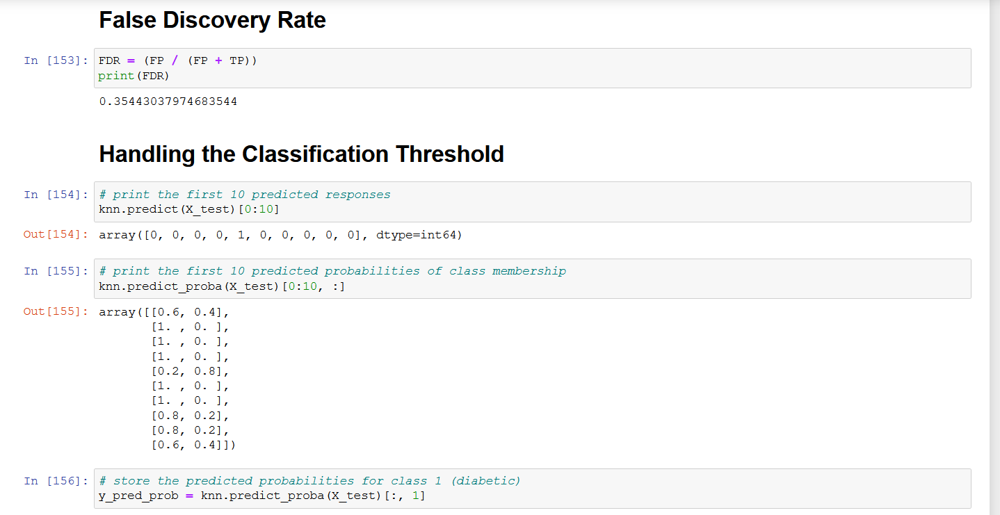 False Discovery Rate
In [153]: FDR = (FP / (FP + TP))
print(FDR)
0.35443037974683544
Handling the Classification Threshold
In [154]: # print the first 10 predicted responses
knn.predict(X_test)[0:10]
Out[154]: array([0, 0, 0, 0, 1, 0, 0, 0, 0, 0], dtype=int64)
In [155]: # print the first 10 predicted probabilities of class membership
knn.predict_proba(X_test)[0:10, :]
Out[155]: array([[0.6, 0.4],
[1. , 0. ],
[1. , 0. ],
[1. , 0. ],
[0.2, 0.8],
[1. , 0. ],
[1. , 0. ],
[0.8, 0.2],
[0.8, 0.2],
[0.6, 0.4]])
In [156]: # store the predicted probabilities for class 1 (diabetic)
y_pred_prob = knn.predict_proba(X_test)[:, 1]